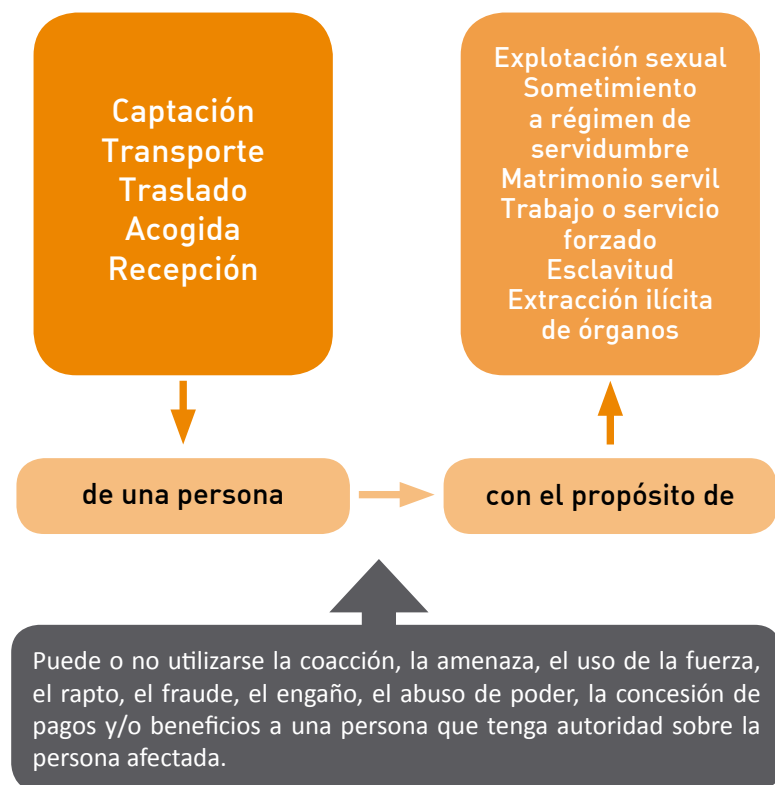 Captación
Transporte
Traslado
Acogida
Recepción
de una persona
con el propósito de
Explotación sexual
Sometimiento
a régimen de
servidumbre
Matrimonio servil
Trabajo o servicio
forzado
Esclavitud
Extracción ilícita
de órganos
Puede o no utilizarse la coacción, la amenaza, el uso de la fuerza,
el rapto, el fraude, el engaño, el abuso de poder, la concesión de
pagos y/o beneficios a una persona que tenga autoridad sobre la
persona afectada.